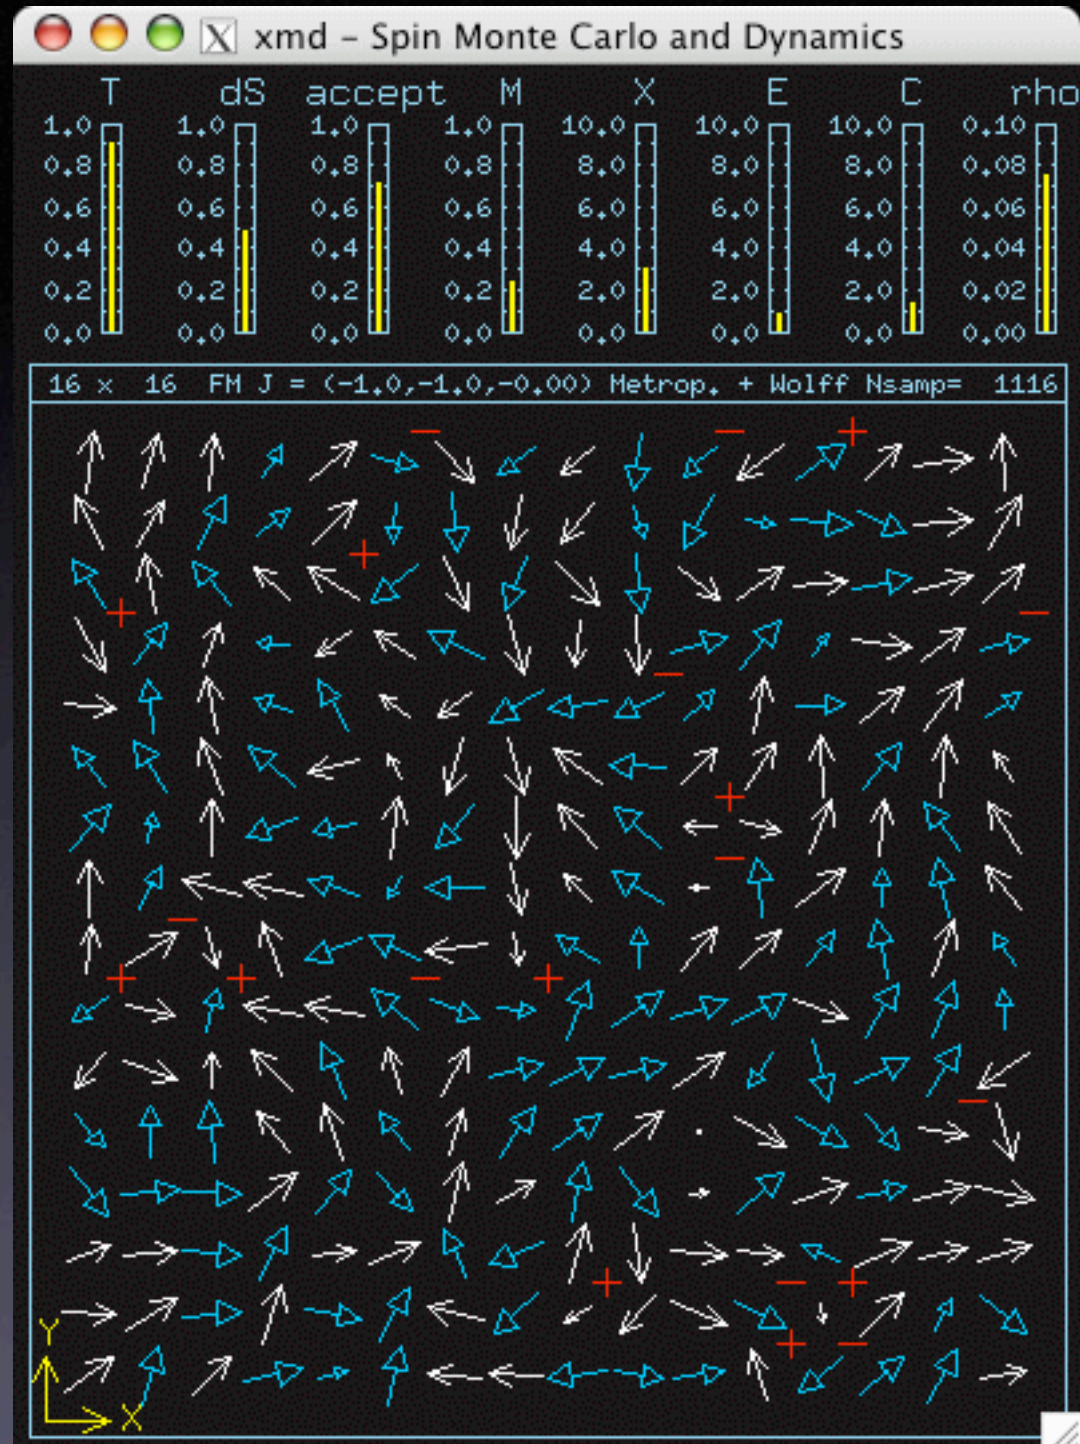 xmd – Spin Monte Carlo and Dynamics
T dS accept M X E C rho
1.0 1.0 1.0 1.0 10.0 10.0 10.0 0.10
0.8 0.8 0.8 0.8 8.0 8.0 8.0 0.08
0.6 0.6 0.6 0.6 6.0 6.0 6.0 0.06
0.4 0.4 0.4 0.4 4.0 4.0 4.0 0.04
0.2 0.2 0.2 0.2 2.0 2.0 2.0 0.02
0.0 0.0 0.0 0.0 0.0 0.0 0.0 0.00
16 x 16 FM J = (-1.0,-1.0,-0.00) Metrop. + Wolff Nsamp= 1116
Y
X